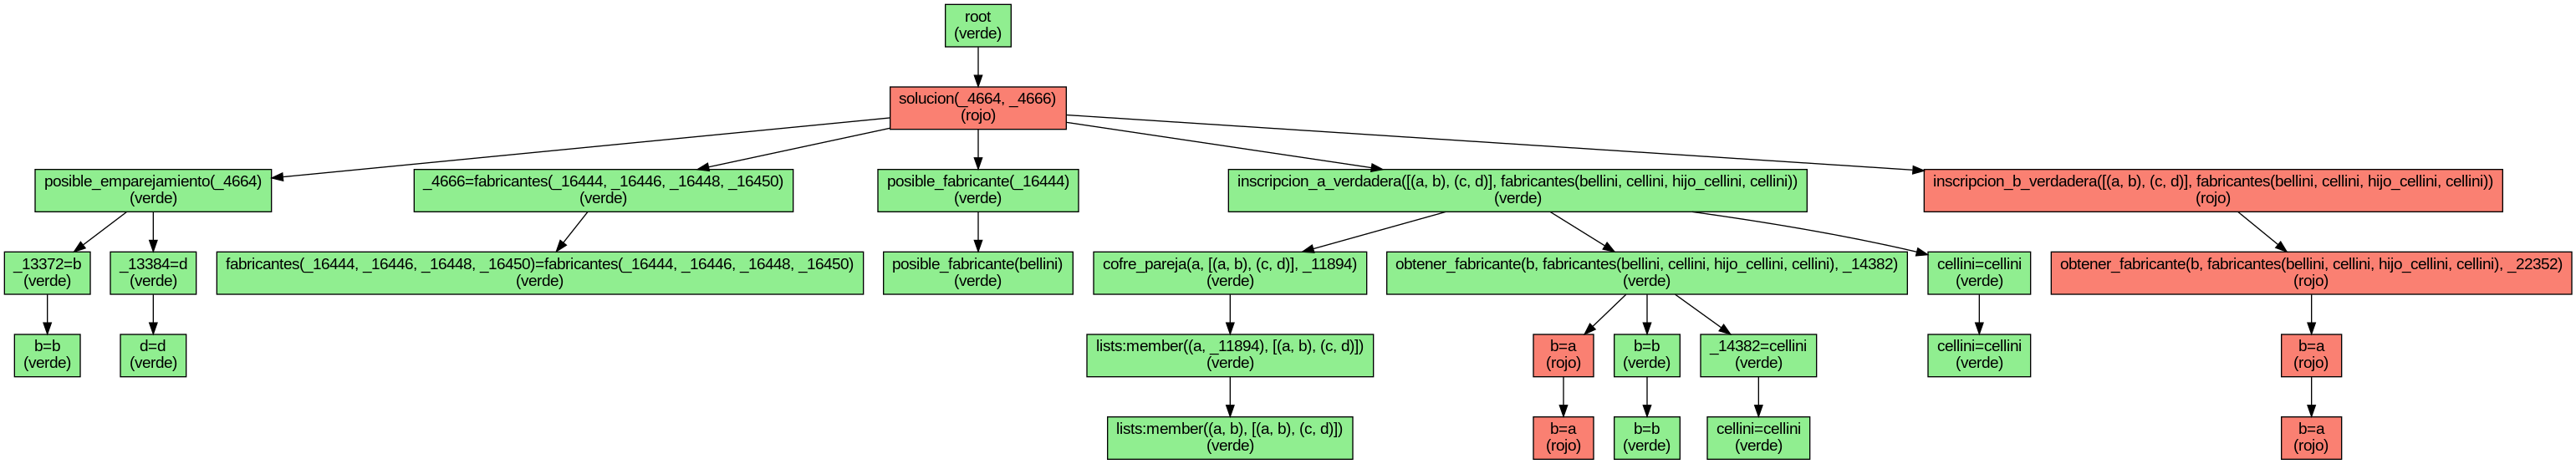 root
(verde)
solucion(_4664, _4666)
(rojo)
posible_emparejamiento(_4664)
(verde)
_4666=fabricantes(_16444, _16446, _16448, _16450)
(verde)
posible_fabricante(_16444)
(verde)
inscripcion_a_verdadera([(a, b), (c, d)], fabricantes(bellini, cellini, hijo_cellini, cellini))
(verde)
inscripcion_b_verdadera([(a, b), (c, d)], fabricantes(bellini, cellini, hijo_cellini, cellini))
(rojo)
_13372=b
(verde)
_13384=d
(verde)
fabricantes(_16444, _16446, _16448, _16450)=fabricantes(_16444, _16446, _16448, _16450)
(verde)
posible_fabricante(bellini)
(verde)
cofre_pareja(a, [(a, b), (c, d)], _11894)
(verde)
obtener_fabricante(b, fabricantes(bellini, cellini, hijo_cellini, cellini), _14382)
(verde)
cellini=cellini
(verde)
obtener_fabricante(b, fabricantes(bellini, cellini, hijo_cellini, cellini), _22352)
(rojo)
b=b
(verde)
d=d
(verde)
lists:member((a, _11894), [(a, b), (c, d)])
(verde)
b=a
(rojo)
b=b
(verde)
_14382=cellini
(verde)
cellini=cellini
(verde)
b=a
(rojo)
lists:member((a, b), [(a, b), (c, d)])
(verde)
b=a
(rojo)
b=b
(verde)
cellini=cellini
(verde)
b=a
(rojo)